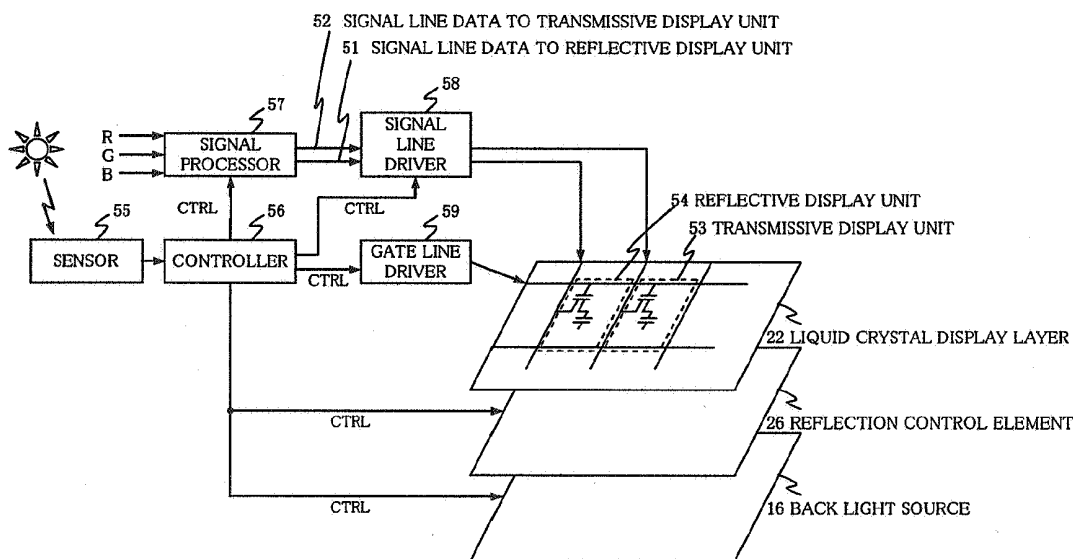 52 SIGNAL LINE DATA TO TRANSMISSIVE DISPLAY UNIT
51 SIGNAL LINE DATA TO REFLECTIVE DISPLAY UNIT
58
57
R
G
B
SIGNAL
PROCESSOR
SIGNAL
LINE
DRIVER
54 REFLECTIVE DISPLAY UNIT
53 TRANSMISSIVE DISPLAY UNIT
CTRL
CTRL
55
56
59
SENSOR
CONTROLLER
CTRL
GATE LINE
DRIVER
22 LIQUID CRYSTAL DISPLAY LAYER
CTRL
26 REFLECTION CONTROL ELEMENT
CTRL
16 BACK LIGHT SOURCE